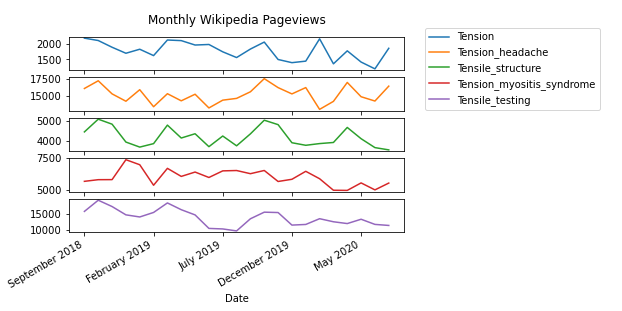 Monthly Wikipedia Pageviews
Tension
Tension_headache
Tensile_structure
Tension_myositis_syndrome
Tensile_testing
2000
1500
17500
15000
5000
4000
7500
5000
15000
10000
September 2018
February 2019
July 2019
December 2019
May 2020
Date